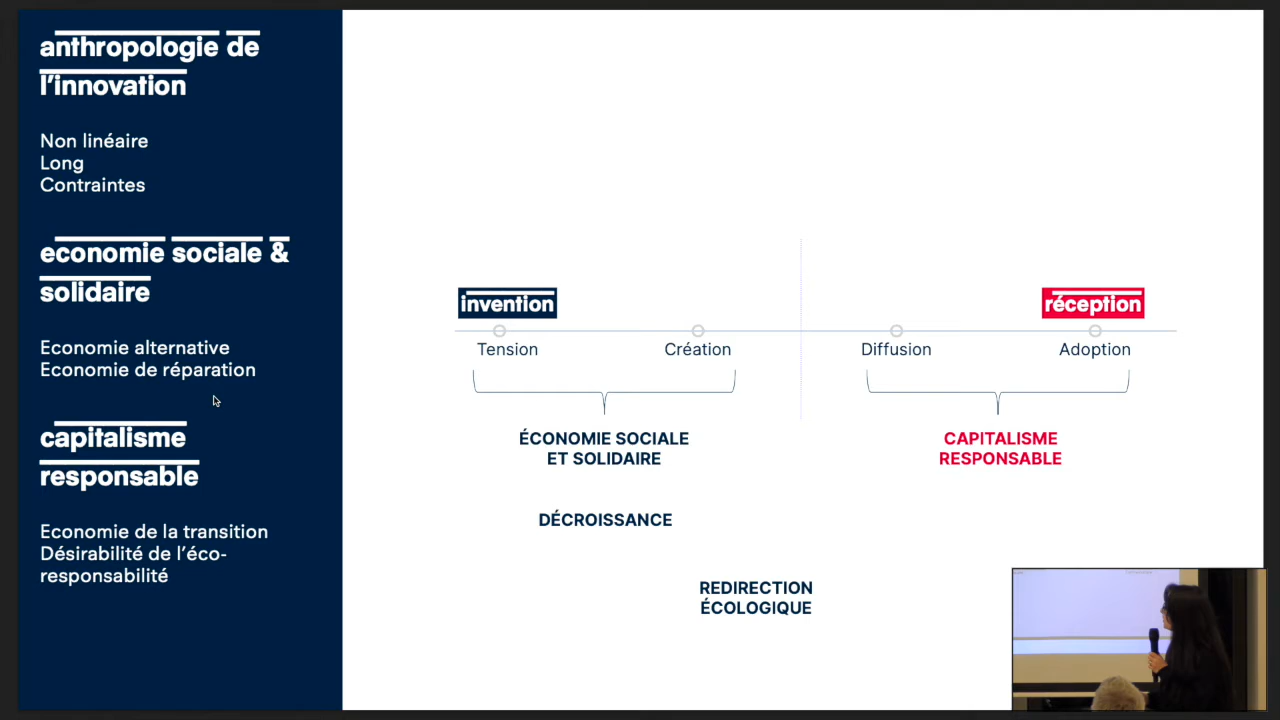 anthropologie de
l'innovation
Non linéaire
Long
Contraintes
economie sociale &
solidaire
Economie alternative
Economie de réparation
capitalisme
responsable
Economie de la transition
Désirabilité de l'éco-
responsabilité
invention
réception
Tension
Création
Diffusion
Adoption
ÉCONOMIE SOCIALE
ET SOLIDAIRE
CAPITALISME
RESPONSABLE
DÉCROISSANCE
REDIRECTION
ÉCOLOGIQUE